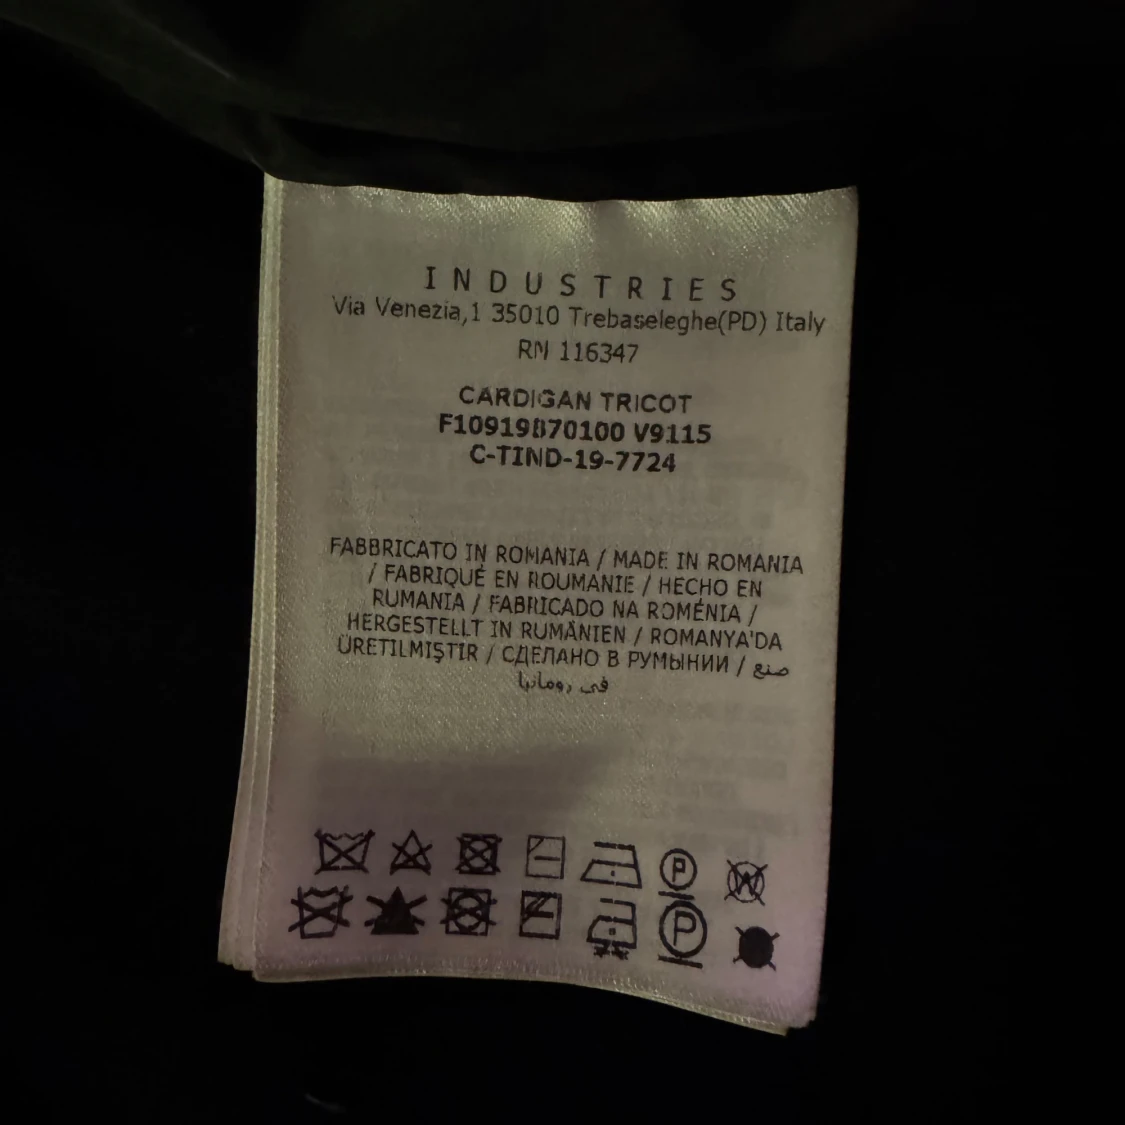 INDUSTRIES
Via Venezia,1 35010 Trebaseleghe(PD) Italy
RN 116347
CARDIGAN TRICOT
F10919B70100 V9115
C-TIND-19-7724
FABBRICATO IN ROMANIA / MADE IN ROMANIA
/ FABRIQUÉ EN ROUMANIE / HECHO EN
RUMANIA / FABRICADO NA ROMÉNIA /
HERGESTELLT IN RUMÄNIEN / ROMANYA'DA
ÜRETILMIŞTIR / СДЕЛАНО В РУМЫНИИ / صنع
في رومانيا
P W
P